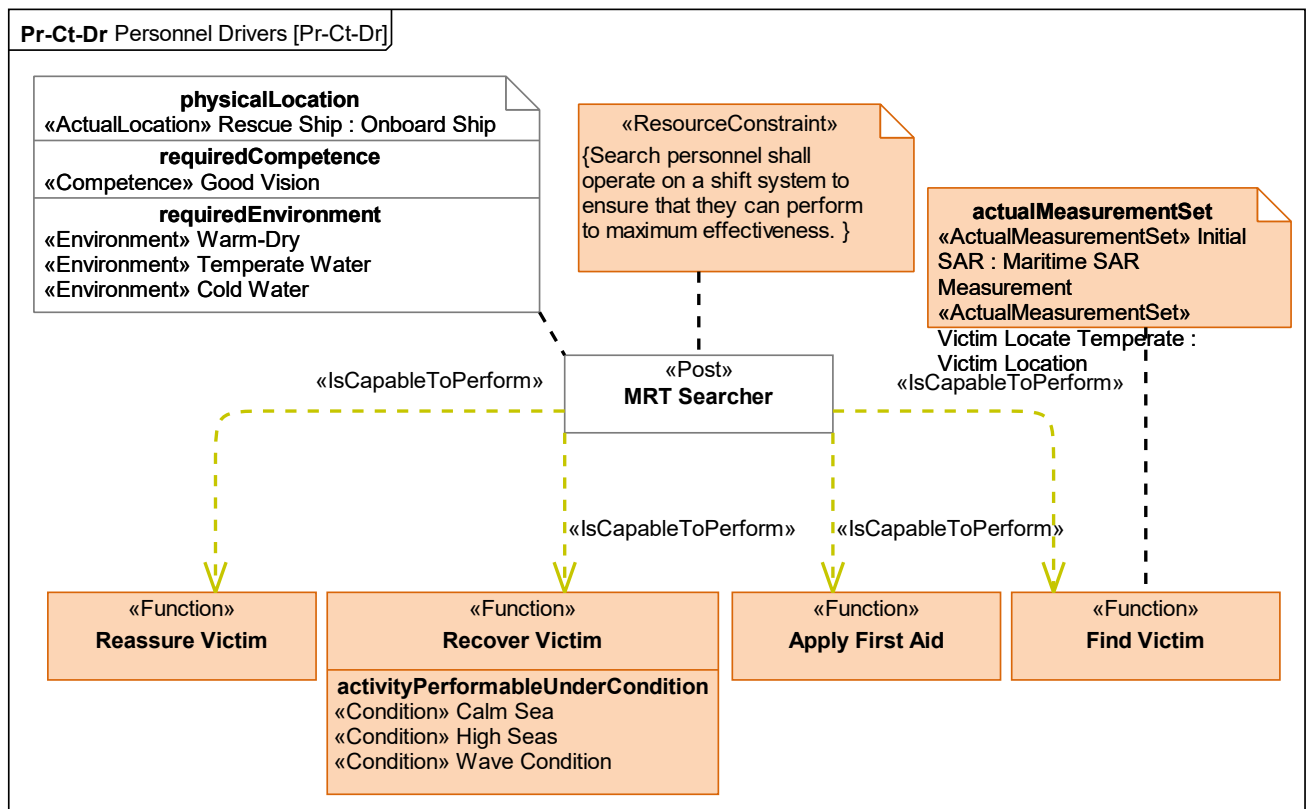 Pr-Ct-Dr Personnel Drivers [Pr-Ct-Dr]
physicalLocation
«ActualLocation» Rescue Ship : Onboard Ship
requiredCompetence
«Competence» Good Vision
requiredEnvironment
«Environment» Warm-Dry
«Environment» Temperate Water
«Environment» Cold Water
«ResourceConstraint»
{Search personnel shall
operate on a shift system to
ensure that they can perform
to maximum effectiveness. }
actualMeasurementSet
«ActualMeasurementSet» Initial
SAR : Maritime SAR
Measurement
«ActualMeasurementSet»
Victim Locate Temperate :
Victim Location
«Post»
MRT Searcher
«IsCapableToPerform»
«IsCapableToPerform»
«IsCapableToPerform»
«IsCapableToPerform»
«Function»
Reassure Victim
«Function»
Recover Victim
activityPerformableUnderCondition
«Condition» Calm Sea
«Condition» High Seas
«Condition» Wave Condition
«Function»
Apply First Aid
«Function»
Find Victim